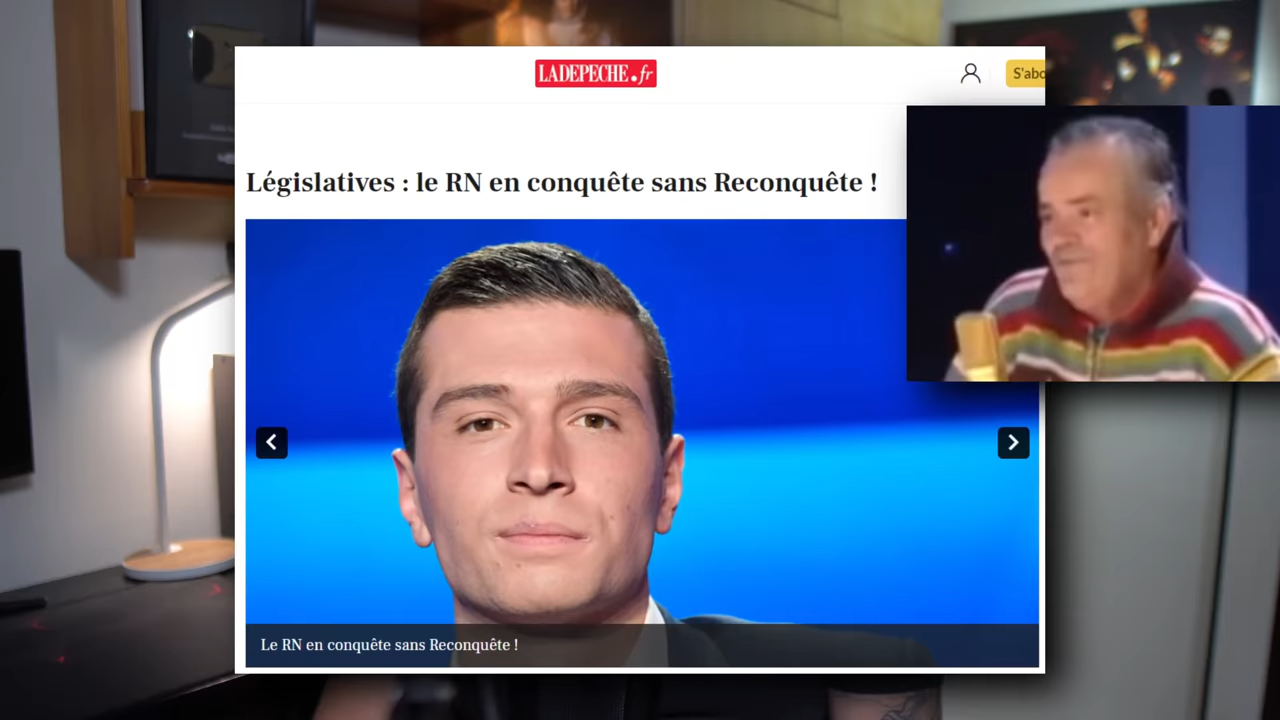 LADEPECHE.fr
S'abo
Législatives : le RN en conquête sans Reconquête !
Le RN en conquête sans Reconquête !